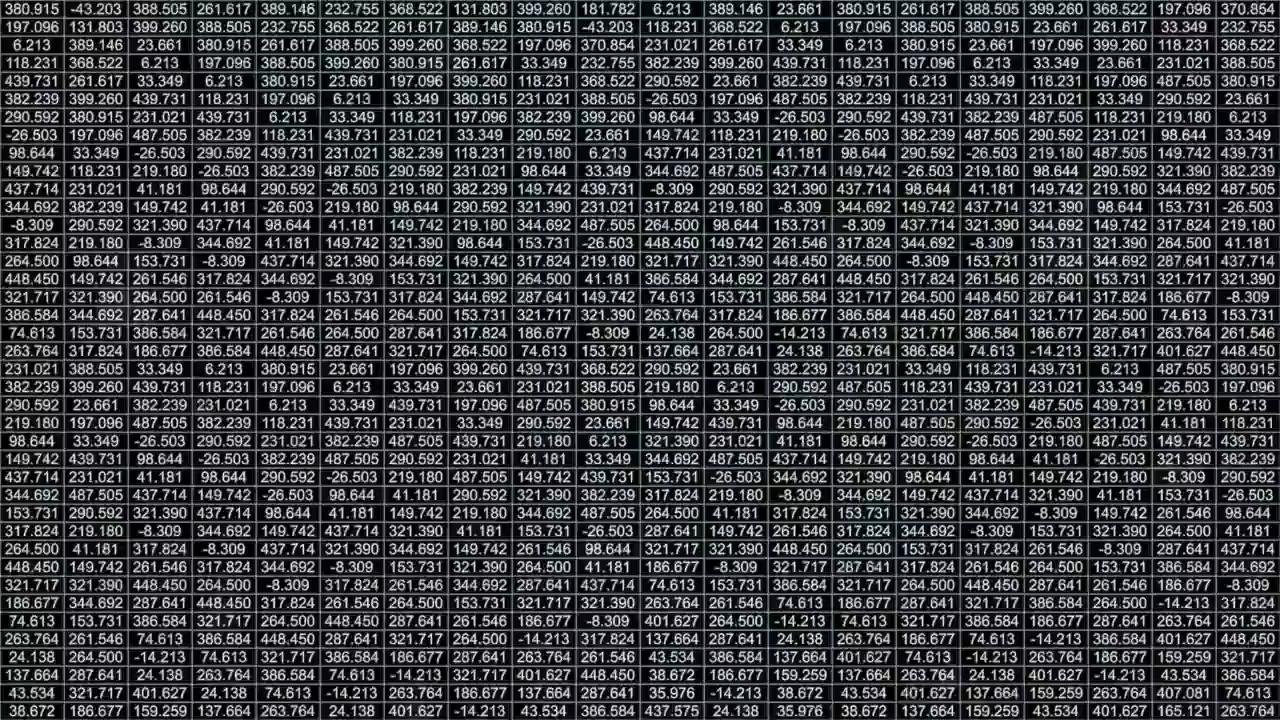 380.915 -43.203 388.505 261.617 389.146 232.755 368.522 131.803 399.260 181.782 6.213 389.146 23.661 380.915 261.617 388.505 399.260 368.522 197.096 370.854
197.096 131.803 399.260 388.505 232.755 368.522 261.617 389.146 380.915 -43.203 118.231 368.522 6.213 197.096 388.505 380.915 23.661 261.617 33.349 232.755
6.213 389.146 23.661 380.915 261.617 388.505 399.260 368.522 197.096 370.854 231.021 261.617 33.349 6.213 380.915 23.661 197.096 399.260 118.231 368.522
118.231 368.522 6.213 197.096 388.505 399.260 380.915 261.617 33.349 232.755 382.239 399.260 118.231 197.096 6.213 33.349 23.661 231.021 388.505
439.731 261.617 33.349 6.213 380.915 23.661 197.096 399.260 118.231 368.522 290.592 23.661 382.239 439.731 6.213 33.349 118.231 197.096 487.505 380.915
382.239 399.260 439.731 118.231 197.096 6.213 33.349 380.915 231.021 388.505 -26.503 197.096 487.505 382.239 118.231 439.731 231.021 33.349 290.592 23.661
290.592 380.915 231.021 439.731 6.213 33.349 118.231 197.096 382.239 399.260 98.644 33.349 -26.503 290.592 382.239 487.505 439.731 118.231 219.180 6.213
-26.503 197.096 487.505 382.239 118.231 439.731 231.021 33.349 290.592 23.661 149.742 118.231 219.180 -26.503 382.239 487.505 290.592 231.021 98.644 33.349
98.644 33.349 -26.503 290.592 439.731 231.021 382.239 118.231 219.180 6.213 437.714 231.021 41.181 98.644 290.592 -26.503 219.180 487.505 149.742 439.731
149.742 118.231 219.180 -26.503 382.239 487.505 290.592 231.021 98.644 33.349 344.692 487.505 437.714 149.742 -26.503 219.180 98.644 290.592 41.181 382.239
437.714 231.021 41.181 98.644 290.592 -26.503 219.180 382.239 149.742 439.731 -8.309 290.592 321.390 437.714 98.644 41.181 149.742 219.180 344.692 487.505
344.692 382.239 149.742 41.181 -26.503 219.180 98.644 290.592 321.390 231.021 317.824 219.180 -8.309 344.692 149.742 437.714 321.390 98.644 153.731 -26.503
-8.309 290.592 321.390 437.714 98.644 41.181 149.742 219.180 344.692 487.505 264.500 98.644 153.731 -8.309 437.714 321.390 344.692 149.742 317.824 219.180
317.824 219.180 -8.309 344.692 41.181 149.742 321.390 98.644 153.731 -26.503 448.450 149.742 261.546 317.824 344.692 -8.309 153.731 321.390 264.500 41.181
264.500 98.644 153.731 -8.309 437.714 321.390 344.692 149.742 317.824 219.180 321.717 321.390 448.450 264.500 -8.309 153.731 317.824 344.692 287.641 437.714
448.450 149.742 261.546 317.824 344.692 -8.309 153.731 321.390 264.500 41.181 386.584 344.692 287.641 448.450 317.824 261.546 264.500 153.731 321.717 321.390
321.717 321.390 264.500 261.546 -8.309 153.731 317.824 344.692 287.641 149.742 74.613 153.731 386.584 321.717 264.500 448.450 287.641 317.824 186.677 -8.309
386.584 344.692 287.641 448.450 317.824 261.546 264.500 153.731 321.717 321.390 263.764 317.824 186.677 386.584 448.450 287.641 321.717 264.500 74.613 153.731
74.613 153.731 386.584 321.717 261.546 264.500 287.641 317.824 186.677 -8.309 24.138 264.500 -14.213 74.613 321.717 386.584 186.677 287.641 263.764 261.546
263.764 317.824 186.677 386.584 448.450 287.641 321.717 264.500 74.613 153.731 137.664 287.641 24.138 263.764 386.584 74.613 -14.213 321.717 401.627 448.450
231.021 388.505 33.349 6.213 380.915 23.661 197.096 399.260 439.731 368.522 290.592 23.661 382.239 231.021 33.349 118.231 439.731 6.213 487.505 380.915
382.239 399.260 439.731 118.231 197.096 6.213 33.349 23.661 231.021 388.505 219.180 6.213 290.592 487.505 118.231 439.731 231.021 33.349 -26.503 197.096
290.592 23.661 382.239 231.021 6.213 33.349 439.731 197.096 487.505 380.915 98.644 33.349 -26.503 290.592 231.021 382.239 487.505 439.731 219.180 6.213
219.180 197.096 487.505 382.239 118.231 439.731 231.021 33.349 290.592 23.661 149.742 439.731 98.644 219.180 487.505 290.592 -26.503 231.021 41.181 118.231
98.644 33.349 -26.503 290.592 231.021 382.239 487.505 439.731 219.180 6.213 321.390 231.021 41.181 98.644 290.592 -26.503 219.180 487.505 149.742 439.731
149.742 439.731 98.644 -26.503 382.239 487.505 290.592 231.021 41.181 33.349 344.692 487.505 437.714 149.742 219.180 98.644 41.181 -26.503 321.390 382.239
437.714 231.021 41.181 98.644 290.592 -26.503 219.180 487.505 149.742 439.731 153.731 -26.503 344.692 321.390 98.644 41.181 149.742 219.180 -8.309 290.592
344.692 487.505 437.714 149.742 -26.503 98.644 41.181 290.592 321.390 382.239 317.824 219.180 -8.309 344.692 149.742 437.714 321.390 41.181 153.731 -26.503
153.731 290.592 321.390 437.714 98.644 41.181 149.742 219.180 344.692 487.505 264.500 41.181 317.824 153.731 321.390 344.692 -8.309 149.742 261.546 98.644
317.824 219.180 -8.309 344.692 149.742 437.714 321.390 41.181 153.731 -26.503 287.641 149.742 261.546 317.824 344.692 -8.309 153.731 321.390 264.500 41.181
264.500 41.181 317.824 -8.309 437.714 321.390 344.692 149.742 261.546 98.644 321.717 321.390 448.450 264.500 153.731 317.824 261.546 -8.309 287.641 437.714
448.450 149.742 261.546 317.824 344.692 -8.309 153.731 321.390 264.500 41.181 186.677 -8.309 321.717 287.641 317.824 261.546 264.500 153.731 386.584 344.692
321.717 321.390 448.450 264.500 -8.309 317.824 261.546 344.692 287.641 437.714 74.613 153.731 386.584 321.717 264.500 448.450 287.641 261.546 186.677 -8.309
186.677 344.692 287.641 448.450 317.824 261.546 264.500 153.731 321.717 321.390 263.764 261.546 74.613 186.677 287.641 321.717 386.584 264.500 -14.213 317.824
74.613 153.731 386.584 321.717 264.500 448.450 287.641 261.546 186.677 -8.309 401.627 264.500 -14.213 74.613 321.717 386.584 186.677 287.641 263.764 261.546
263.764 261.546 74.613 386.584 448.450 287.641 321.717 264.500 -14.213 317.824 137.664 287.641 24.138 263.764 186.677 74.613 -14.213 386.584 401.627 448.450
24.138 264.500 -14.213 74.613 321.717 386.584 186.677 287.641 263.764 261.546 43.534 386.584 137.664 401.627 74.613 -14.213 263.764 186.677 159.259 321.717
137.664 287.641 24.138 263.764 386.584 74.613 -14.213 321.717 401.627 448.450 38.672 186.677 159.259 137.664 263.764 24.138 401.627 -14.213 43.534 386.584
43.534 321.717 401.627 24.138 74.613 -14.213 263.764 186.677 137.664 287.641 35.976 -14.213 38.672 43.534 401.627 137.664 159.259 263.764 407.081 74.613
38.672 186.677 159.259 137.664 263.764 24.138 401.627 -14.213 43.534 386.584 437.575 24.138 35.976 38.672 137.664 159.259 43.534 401.627 165.121 263.764